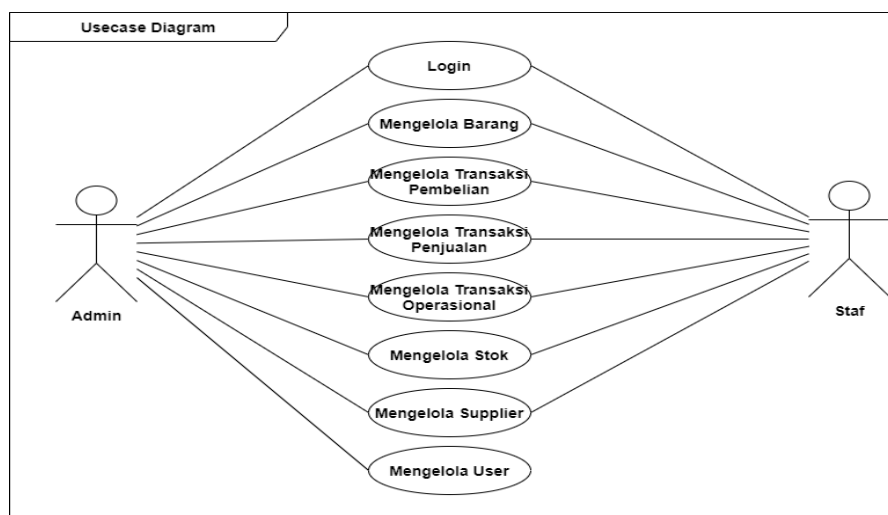 Usecase Diagram
Login
Mengelola Barang
Mengelola Transaksi
Pembelian
Mengelola Transaksi
Penjualan
Mengelola Transaksi
Operasional
Admin
Staf
Mengelola Stok
Mengelola Supplier
Mengelola User